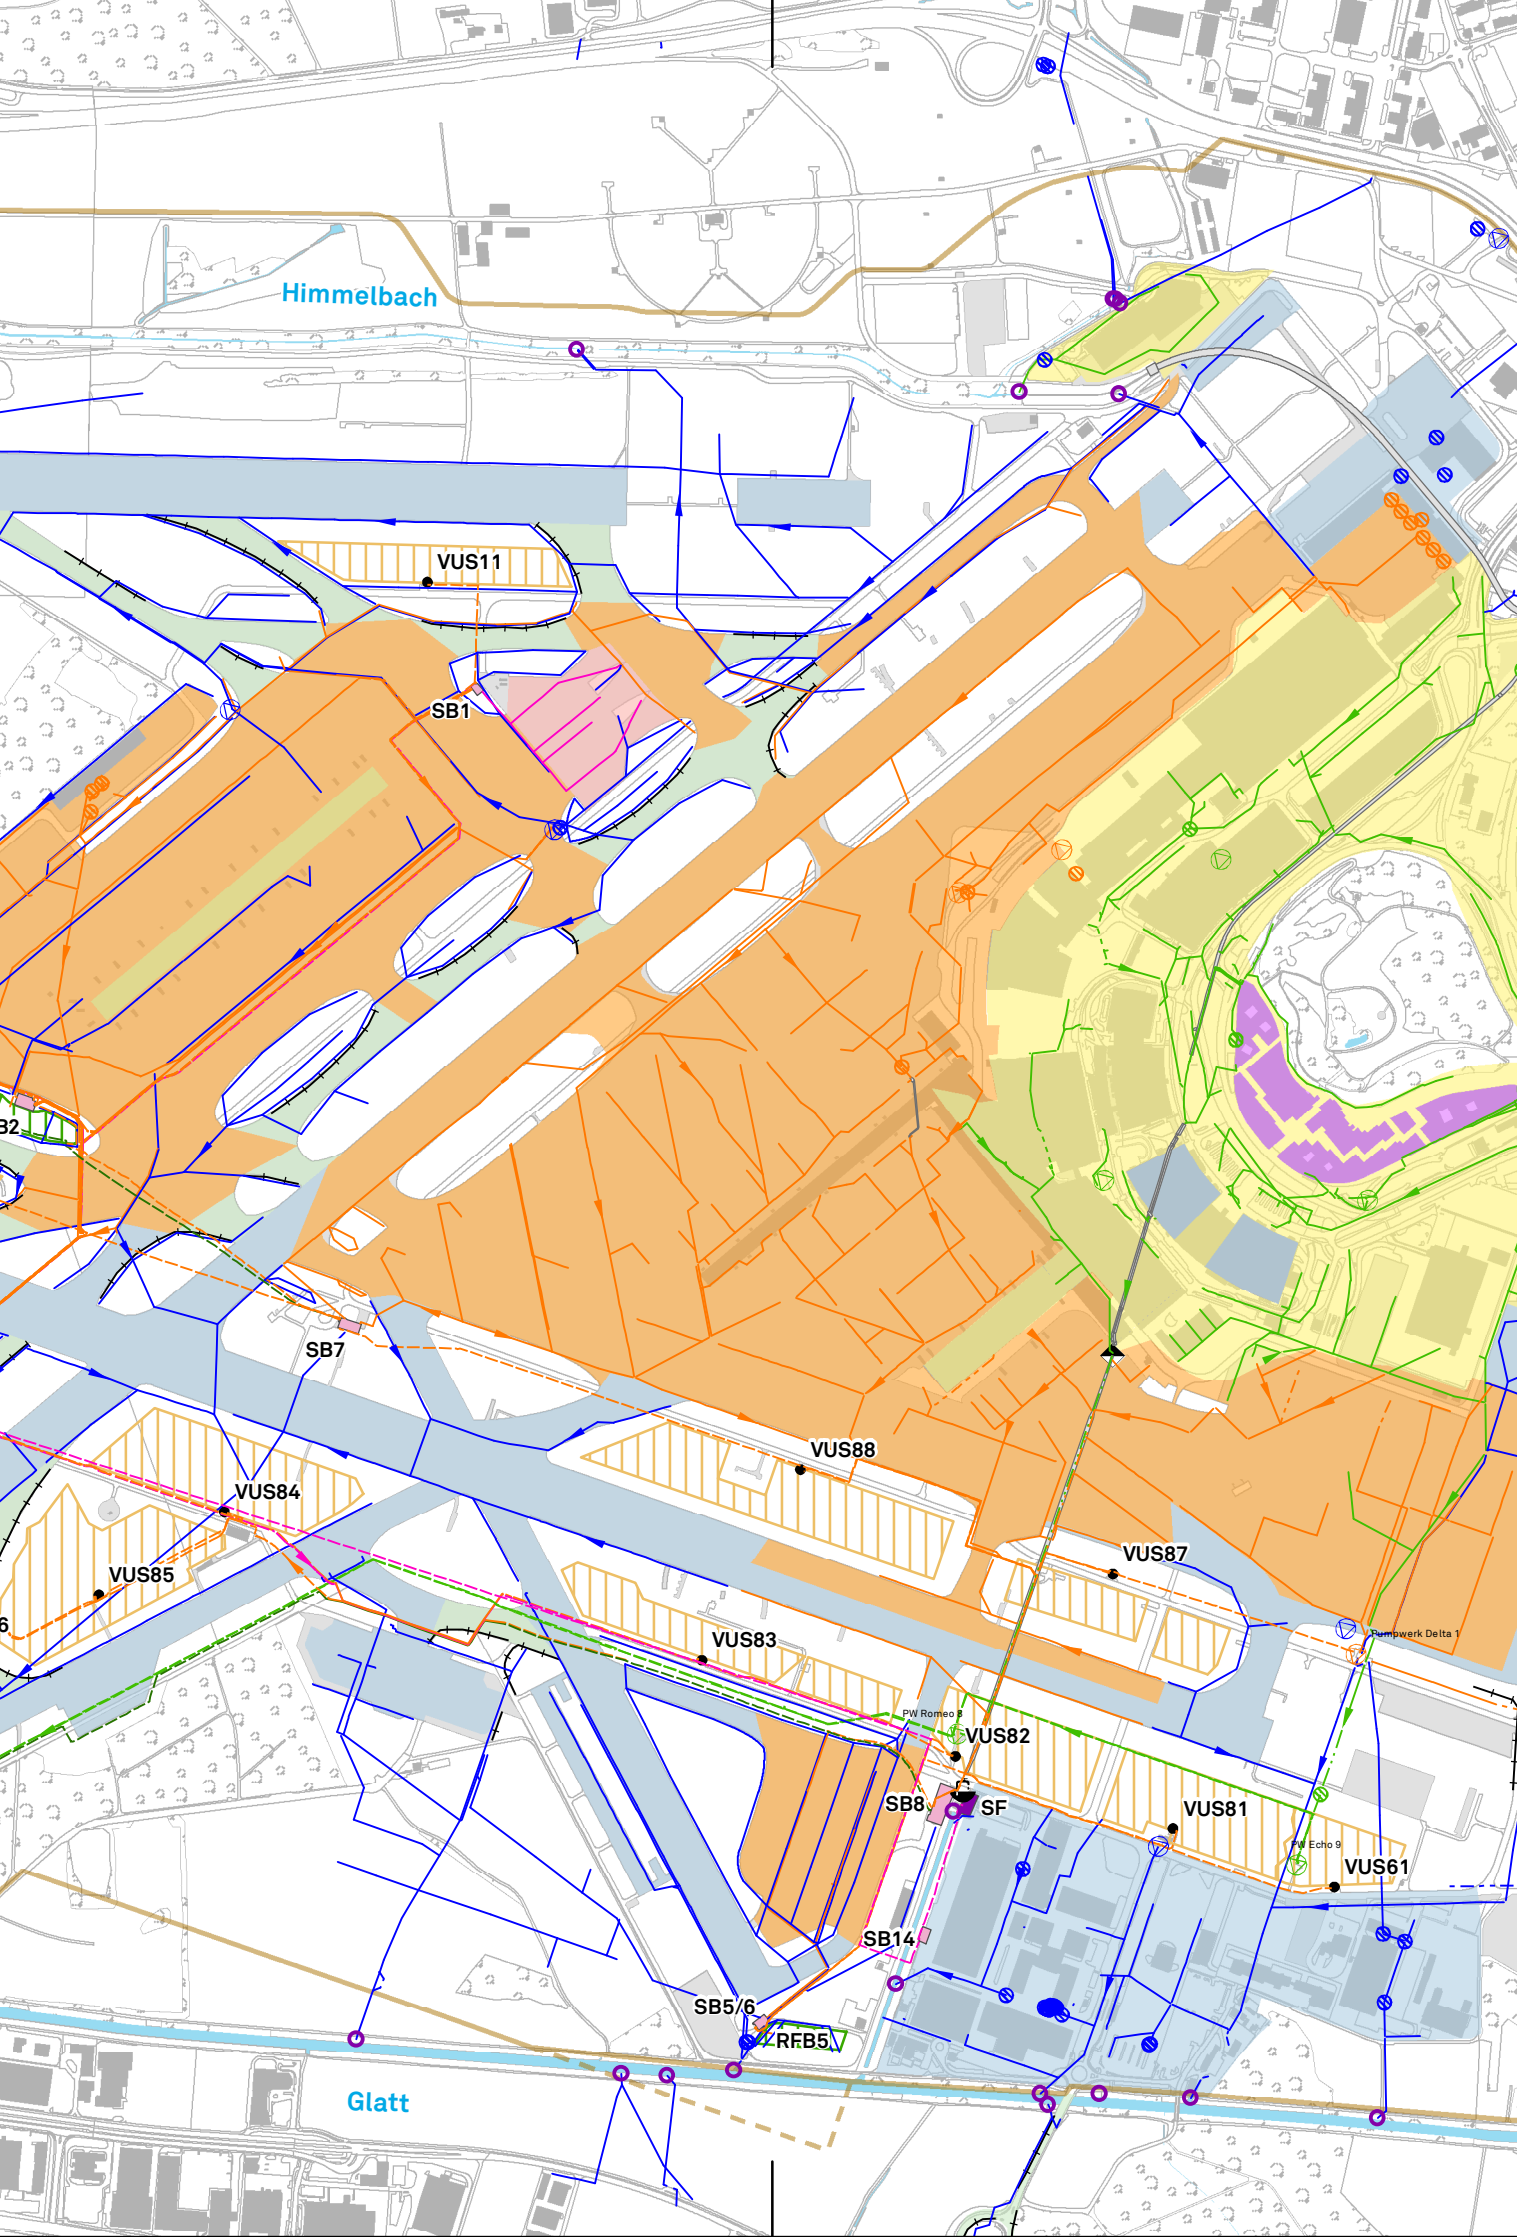 Himmelbach
VUS11
SB1
B2
SB7
VUS88
VUS84
VUS87
VUS85
6
VUS83
Pumpwerk Delta 1
PW Romeo 8
VUS82
SB8
SF
VUS81
PW Echo 9
VUS61
SB14
SB5/6
RFB5
Glatt